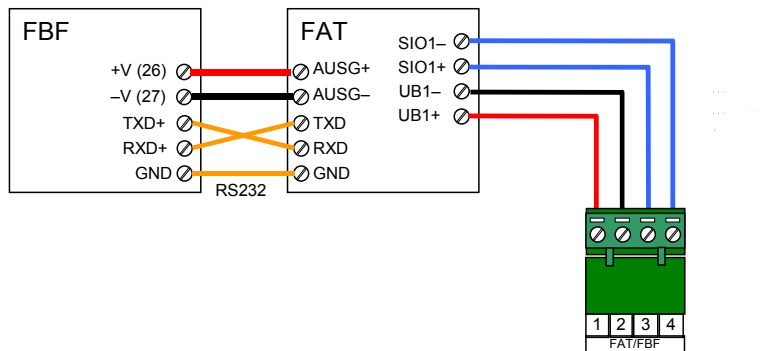 FBF
+V (26)
–V (27)
TXD+
RXD+
GND
RS232
FAT
AUSG+
AUSG–
TXD
RXD
GND
SIO1–
SIO1+
UB1–
UB1+
1 2 3 4
FAT/FBF